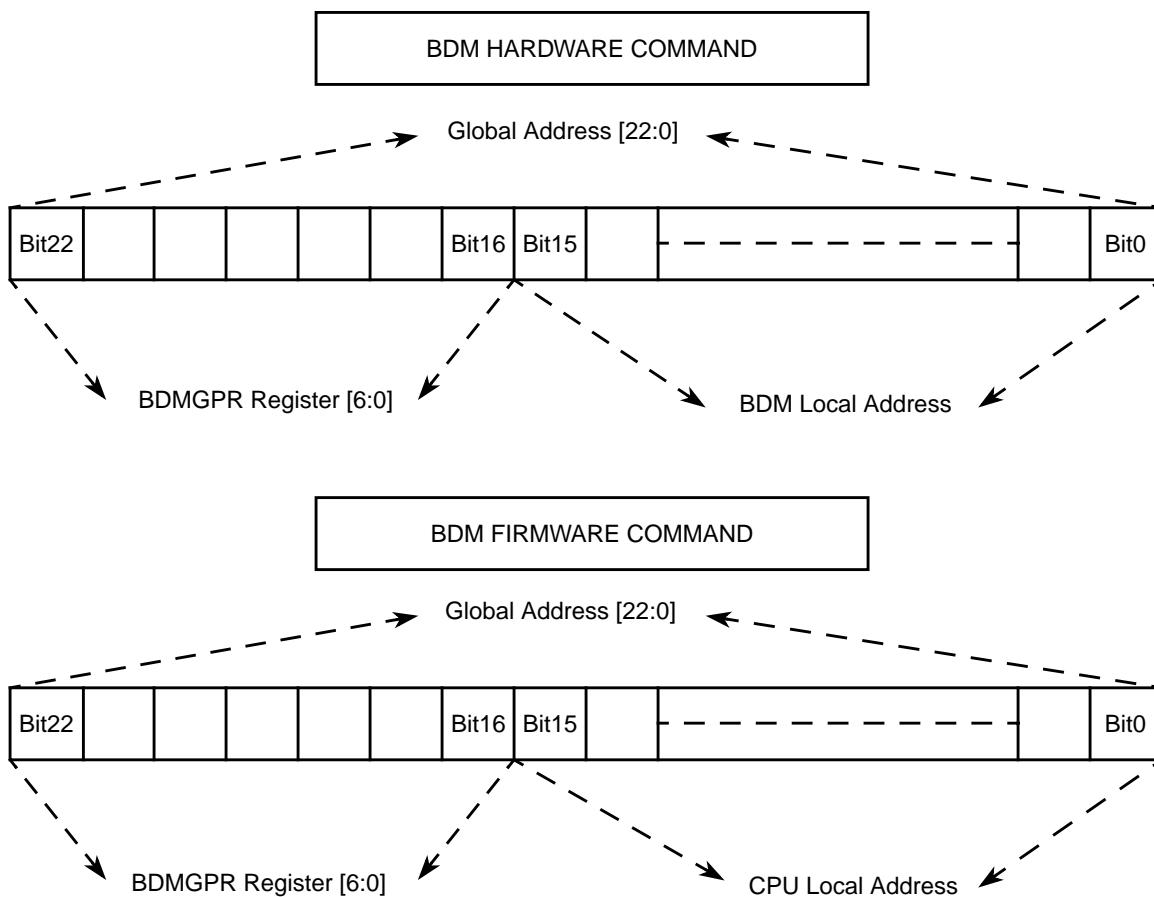 BDM HARDWARE COMMAND
Global Address [22:0]
Bit22 Bit16 Bit15 Bit0
BDMGPR Register [6:0] BDM Local Address
BDM FIRMWARE COMMAND
Global Address [22:0]
Bit22 Bit16 Bit15 Bit0
BDMGPR Register [6:0] CPU Local Address